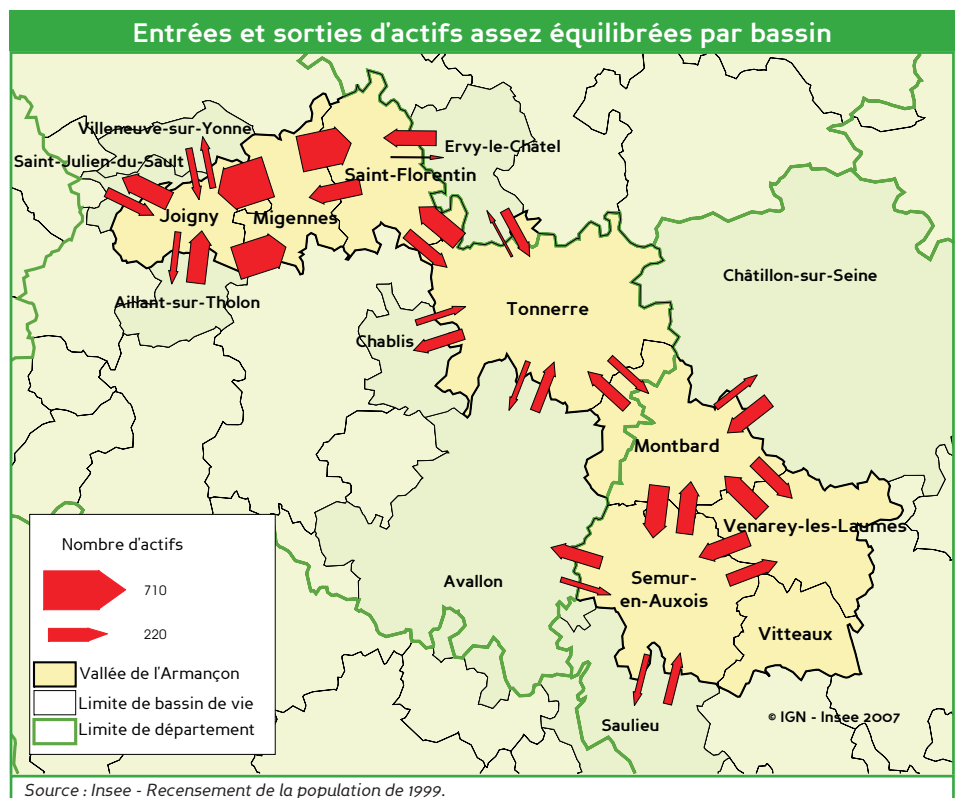 Entrées et sorties d'actifs assez équilibrées par bassin
Villeneuve-sur-Yonne
Ervy-le-Châtel
Saint-Julien-du-Sault
Saint-Florentin
Joigny
Migennes
Châtillon-sur-Seine
Aillant-sur-Tholon
Tonnerre
Chablis
Montbard
Venarey-les-Laumes
Avallon
Semur-
en-Auxois
Vitteaux
Saulieu
© IGN - Insee 2007
Nombre d'actifs
710
220
Vallée de l'Armançon
Limite de bassin de vie
Limite de département
Source : Insee - Recensement de la population de 1999.